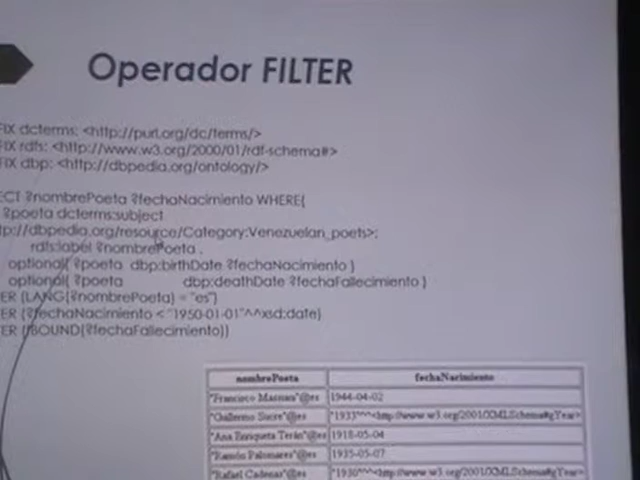 Operador FILTER
FIX dcterms: <http://purl.org/dc/terms/>
FIX rdfs: <http://www.w3.org/2000/01/rdf-schema#>
FIX dbp: <http://dbpedia.org/ontology/>
ECT ?nombrePoeta ?fechaNacimiento WHERE{
?poeta dcterms:subject
tp://dbpedia.org/resource/Category:Venezuelan_poets>;
rdfs:label ?nombrePoeta .
optional{ ?poeta dbp:birthDate ?fechaNacimiento }
optional{ ?poeta dbp:deathDate ?fechaFallecimiento }
ER (LANG(?nombrePoeta) = "es")
ER (?fechaNacimiento < "1950-01-01"^^xsd:date)
ER (!BOUND(?fechaFallecimiento))
nombrePoeta fechaNacimiento
"Francisco Massiani"@es 1944-04-02
"Guillermo Sucre"@es "1933"^^<http://www.w3.org/2001/XMLSchema#gYear>
"Ana Enriqueta Terán"@es 1918-05-04
"Ramón Palomares"@es 1935-05-07
"Rafael Cadenas"@es "1930"^^<http://www.w3.org/2001/XMLSchema#gYear>